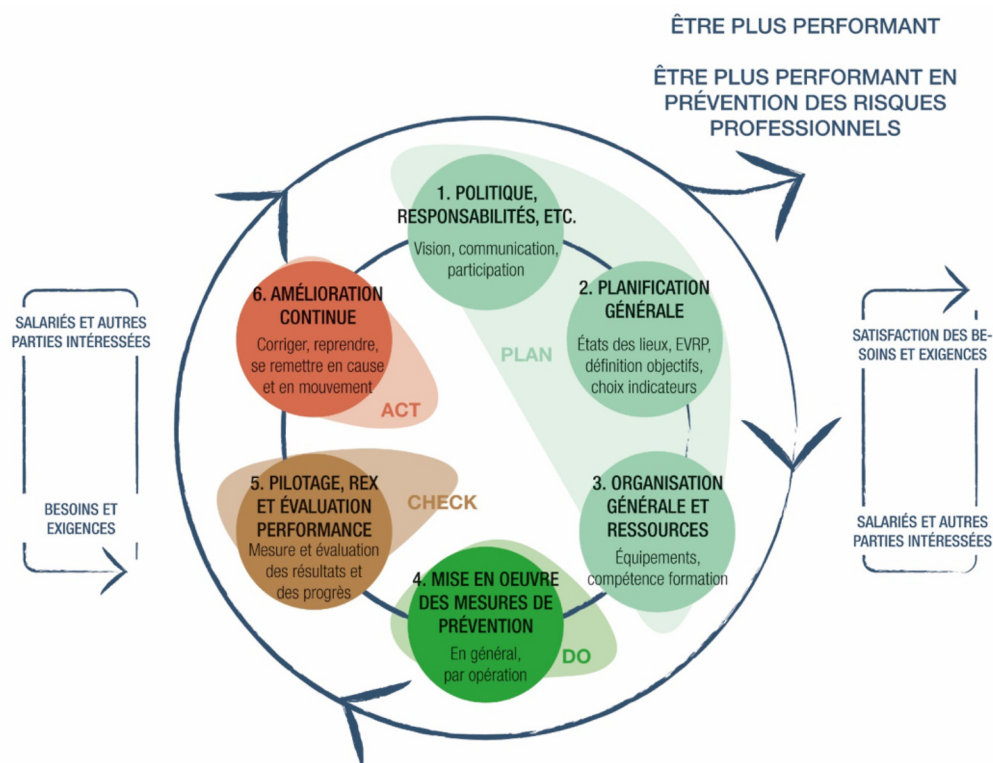 ÊTRE PLUS PERFORMANT
ÊTRE PLUS PERFORMANT EN
PRÉVENTION DES RISQUES
PROFESSIONNELS
1. POLITIQUE,
RESPONSABILITÉS, ETC.
Vision, communication,
participation
2. PLANIFICATION
GÉNÉRALE
États des lieux, EVRP,
définition objectifs,
choix indicateurs
PLAN
3. ORGANISATION
GÉNÉRALE ET
RESSOURCES
Équipements,
compétence formation
4. MISE EN OEUVRE
DES MESURES DE
PRÉVENTION
En général,
par opération
DO
5. PILOTAGE, REX
ET ÉVALUATION
PERFORMANCE
Mesure et évaluation
des résultats et
des progrès
CHECK
6. AMÉLIORATION
CONTINUE
Corriger, reprendre,
se remettre en cause
et en mouvement
ACT
SALARIÉS ET AUTRES
PARTIES INTÉRESSÉES
BESOINS ET
EXIGENCES
SATISFACTION DES BE-
SOINS ET EXIGENCES
SALARIÉS ET AUTRES
PARTIES INTÉRESSÉES